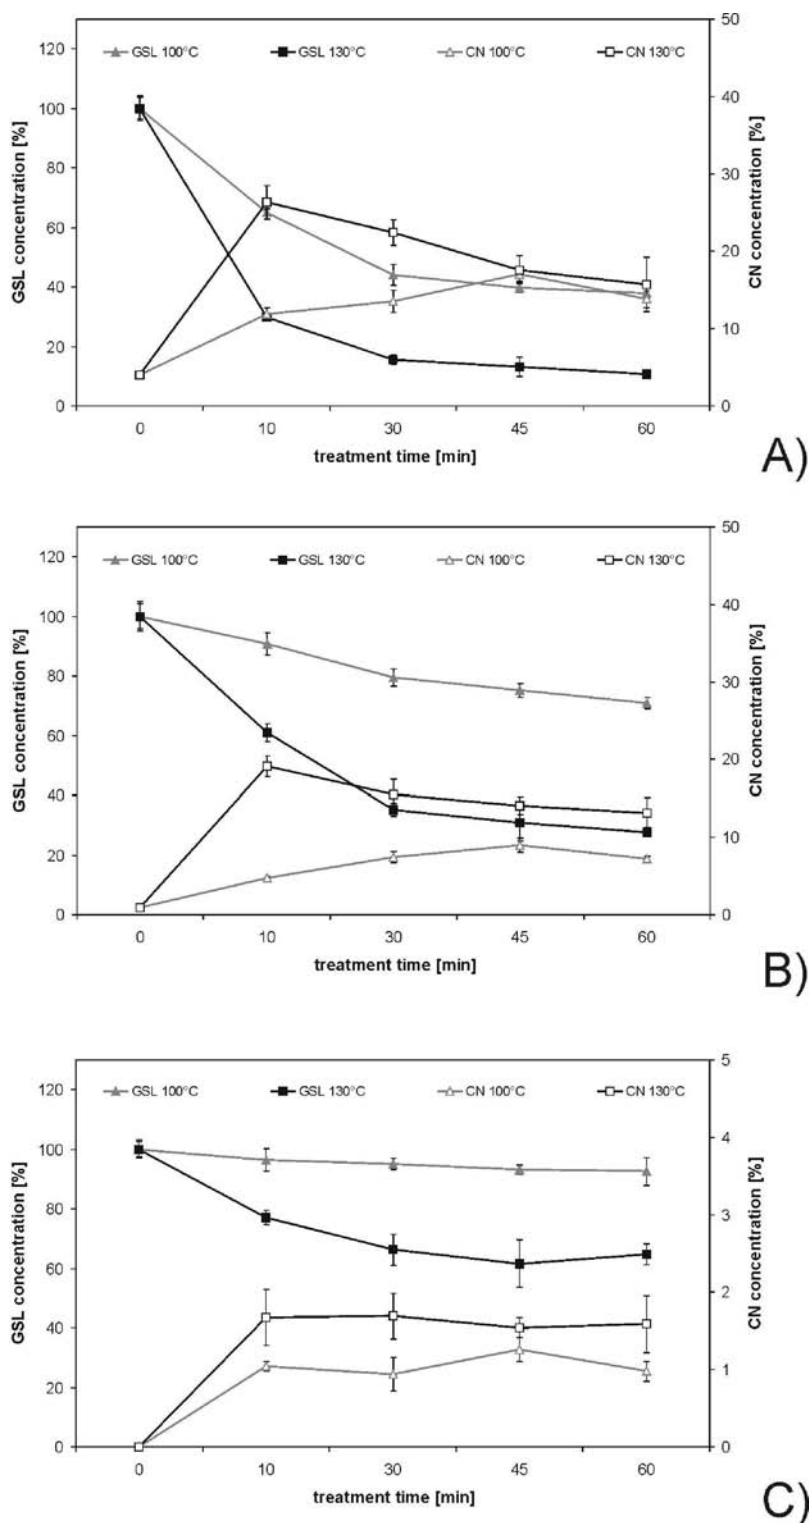 GSL 100°C GSL 130°C CN 100°C CN 130°C
GSL concentration [%]
120
100
80
60
40
20
0
CN concentration [%]
50
40
30
20
10
0
0 10 30 45 60
treatment time [min]
A)
GSL 100°C GSL 130°C CN 100°C CN 130°C
GSL concentration [%]
120
100
80
60
40
20
0
CN concentration [%]
50
40
30
20
10
0
0 10 30 45 60
treatment time [min]
B)
GSL 100°C GSL 130°C CN 100°C CN 130°C
GSL concentration [%]
120
100
80
60
40
20
0
CN concentration [%]
5
4
3
2
1
0
0 10 30 45 60
treatment time [min]
C)